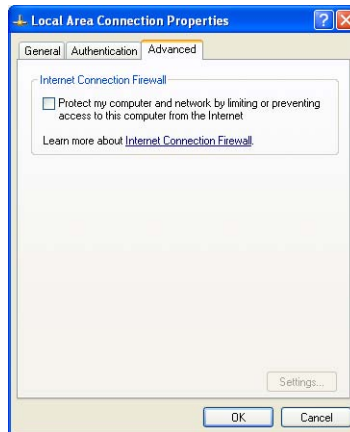 Local Area Connection Properties
General Authentication Advanced
Internet Connection Firewall
Protect my computer and network by limiting or preventing
access to this computer from the Internet
Learn more about Internet Connection Firewall.
Settings...
OK Cancel